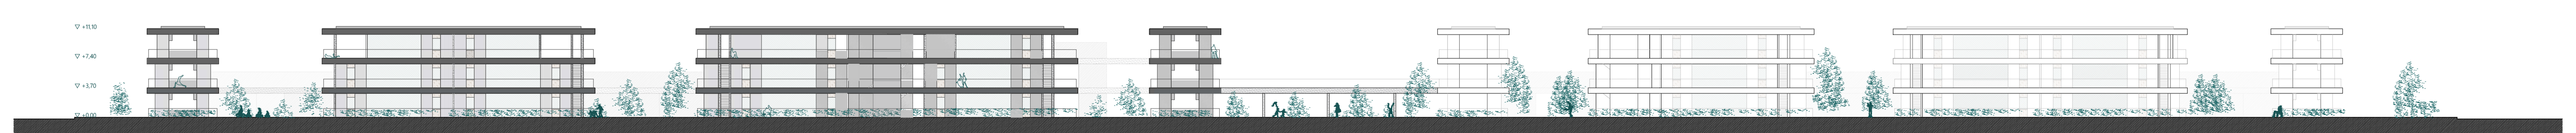 ▽ +11,10
▽ +7,40
▽ +3,70
▽ ±0,00